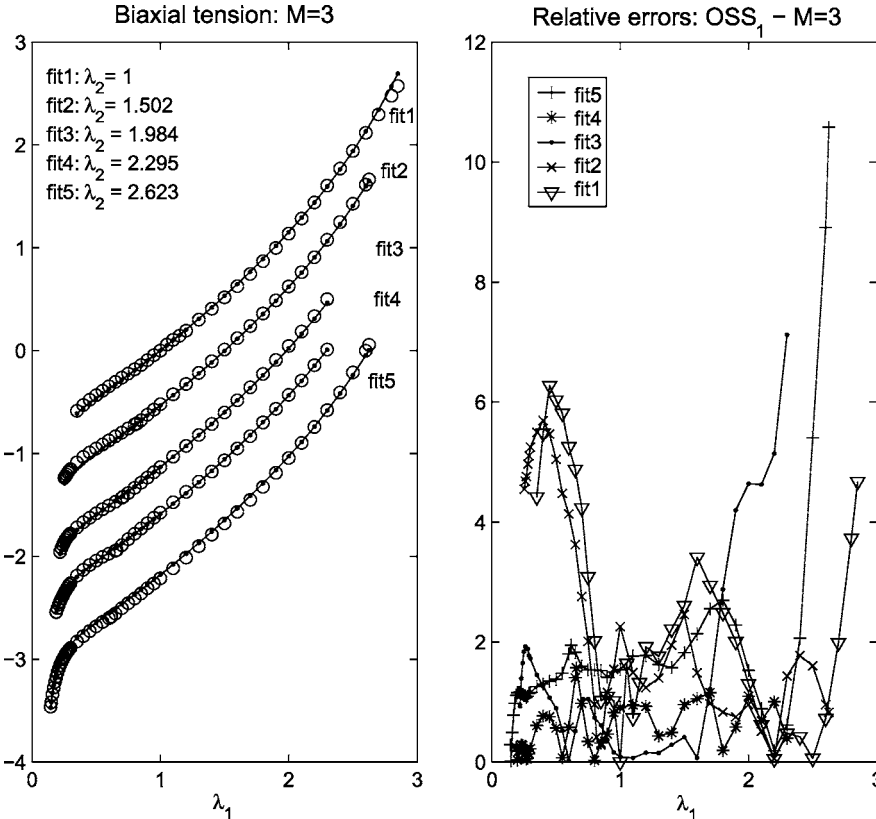 Biaxial tension: M=3
fit1: λ2= 1
fit2: λ2 = 1.502
fit3: λ2 = 1.984
fit4: λ2 = 2.295
fit5: λ2 = 2.623
fit1
fit2
fit3
fit4
fit5
3
2
1
0
−1
−2
−3
−4
0 1 2 3
λ1
Relative errors: OSS1 − M=3
fit5
fit4
fit3
fit2
fit1
12
10
8
6
4
2
0
0 1 2 3
λ1